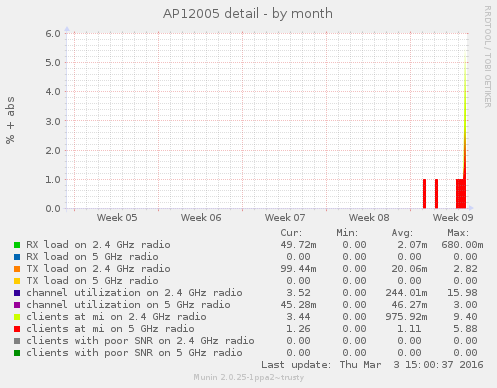 AP12005 detail - by month
RRDTOOL / TOBI OETIKER
% + abs
6.0
5.0
4.0
3.0
2.0
1.0
0.0
Week 05 Week 06 Week 07 Week 08 Week 09
Cur: Min: Avg: Max:
RX load on 2.4 GHz radio 49.72m 0.00 2.07m 680.00m
RX load on 5 GHz radio 0.00 0.00 0.00 0.00
TX load on 2.4 GHz radio 99.44m 0.00 20.06m 2.82
TX load on 5 GHz radio 0.00 0.00 0.00 0.00
channel utilization on 2.4 GHz radio 3.52 0.00 244.01m 15.98
channel utilization on 5 GHz radio 45.28m 0.00 46.27m 3.00
clients at mi on 2.4 GHz radio 3.44 0.00 975.92m 9.40
clients at mi on 5 GHz radio 1.26 0.00 1.11 5.88
clients with poor SNR on 2.4 GHz radio 0.00 0.00 0.00 0.00
clients with poor SNR on 5 GHz radio 0.00 0.00 0.00 0.00
Last update: Thu Mar 3 15:00:37 2016
Munin 2.0.25-1ppa2~trusty